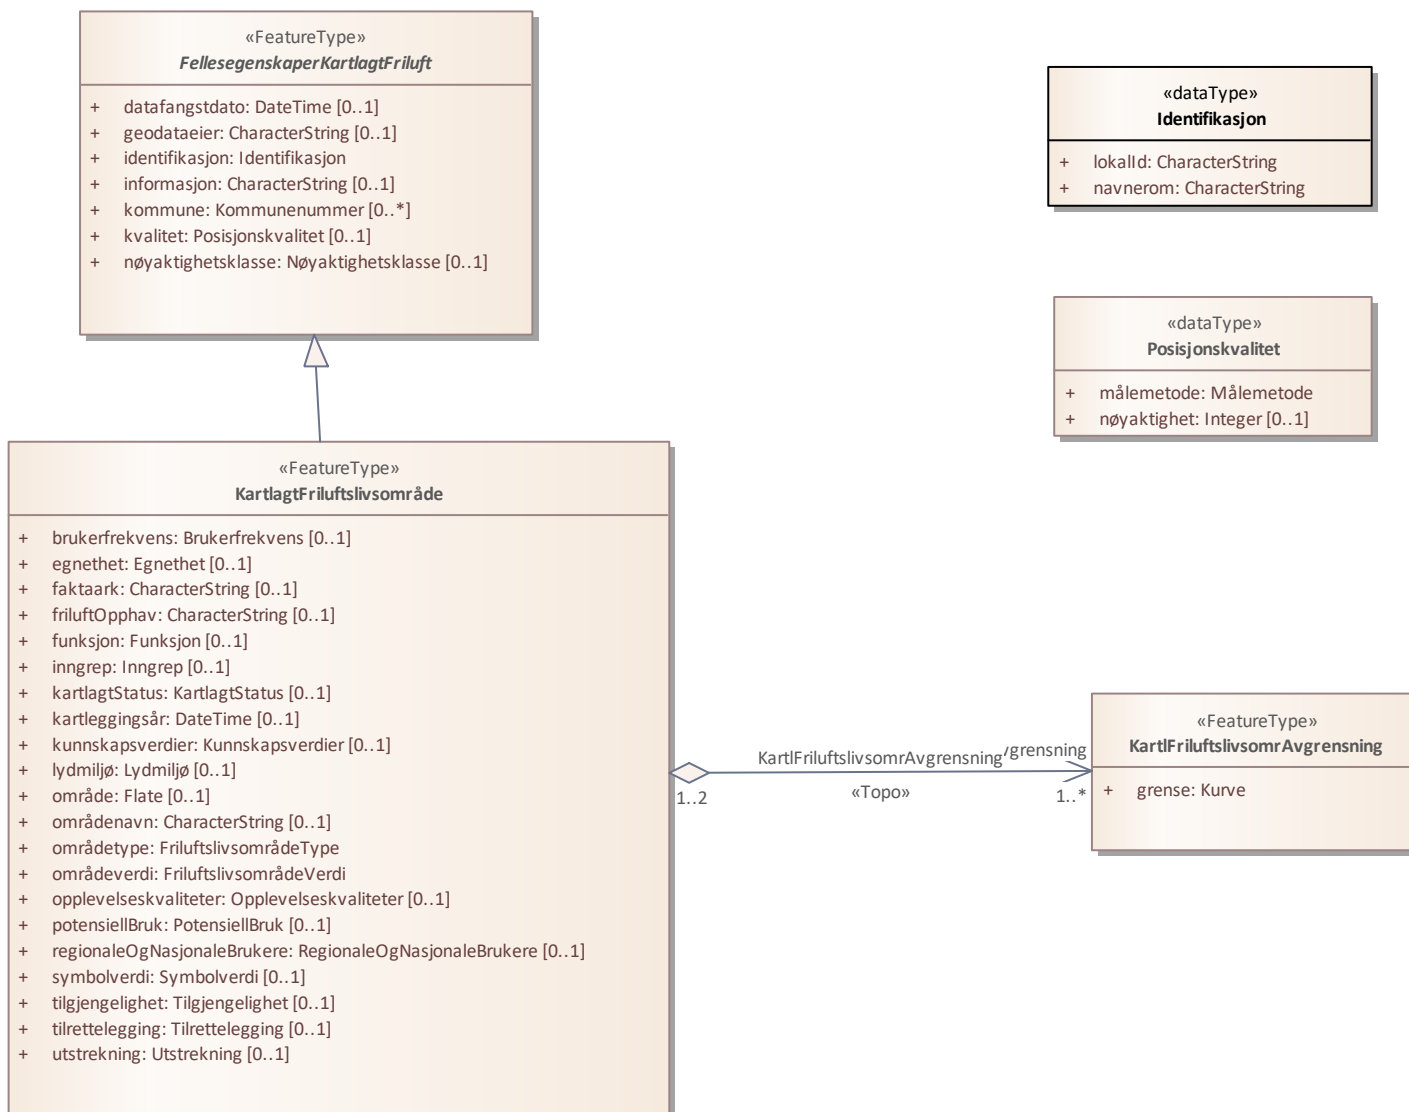 «FeatureType»
FellesegenskaperKartlagtFriluft
+ datafangstdato: DateTime [0..1]
+ geodataeier: CharacterString [0..1]
+ identifikasjon: Identifikasjon
+ informasjon: CharacterString [0..1]
+ kommune: Kommunenummer [0..*]
+ kvalitet: Posisjonskvalitet [0..1]
+ nøyaktighetsklasse: Nøyaktighetsklasse [0..1]
«dataType»
Identifikasjon
+ lokalId: CharacterString
+ navnerom: CharacterString
«dataType»
Posisjonskvalitet
+ målemetode: Målemetode
+ nøyaktighet: Integer [0..1]
«FeatureType»
KartlagtFriluftslivsområde
+ brukerfrekvens: Brukerfrekvens [0..1]
+ egnethet: Egnethet [0..1]
+ faktaark: CharacterString [0..1]
+ friluftOpphav: CharacterString [0..1]
+ funksjon: Funksjon [0..1]
+ inngrep: Inngrep [0..1]
+ kartlagtStatus: KartlagtStatus [0..1]
+ kartleggingsår: DateTime [0..1]
+ kunnskapsverdier: Kunnskapsverdier [0..1]
+ lydmiljø: Lydmiljø [0..1]
+ område: Flate [0..1]
+ områdenavn: CharacterString [0..1]
+ områdetype: FriluftslivsområdeType
+ områdeverdi: FriluftslivsområdeVerdi
+ opplevelseskvaliteter: Opplevelseskvaliteter [0..1]
+ potensiellBruk: PotensiellBruk [0..1]
+ regionaleOgNasjonaleBrukere: RegionaleOgNasjonaleBrukere [0..1]
+ symbolverdi: Symbolverdi [0..1]
+ tilgjengelighet: Tilgjengelighet [0..1]
+ tilrettelegging: Tilrettelegging [0..1]
+ utstrekning: Utstrekning [0..1]
KartlFriluftslivsomrAvgrensning
1..2
«Topo»
1..*
«FeatureType»
KartlFriluftslivsomrAvgrensning
+ grense: Kurve